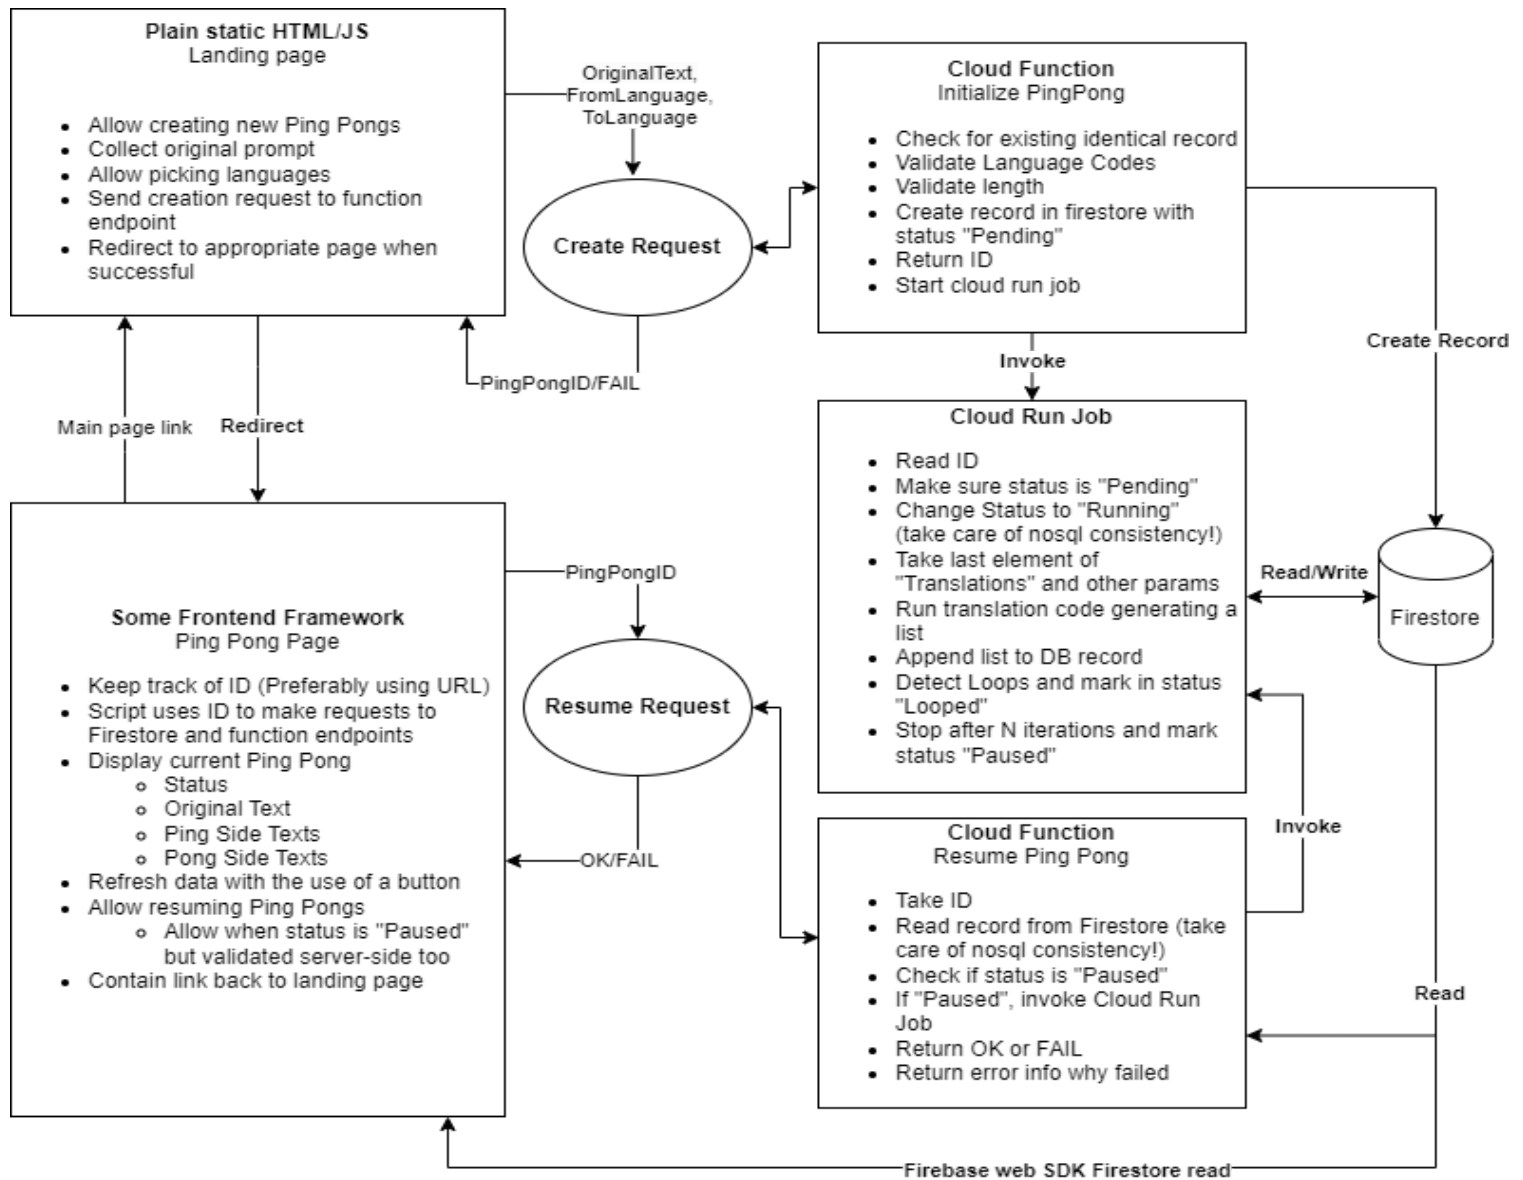 Plain static HTML/JS
Landing page
• Allow creating new Ping Pongs
• Collect original prompt
• Allow picking languages
• Send creation request to function
endpoint
• Redirect to appropriate page when
successful
OriginalText,
FromLanguage,
ToLanguage
Create Request
PingPongID/FAIL
Cloud Function
Initialize PingPong
• Check for existing identical record
• Validate Language Codes
• Validate length
• Create record in firestore with
status "Pending"
• Return ID
• Start cloud run job
Create Record
Invoke
Main page link
Redirect
Cloud Run Job
• Read ID
• Make sure status is "Pending"
• Change Status to "Running"
(take care of nosql consistency!)
• Take last element of
"Translations" and other params
• Run translation code generating a
list
• Append list to DB record
• Detect Loops and mark in status
"Looped"
• Stop after N iterations and mark
status "Paused"
Read/Write
Firestore
Some Frontend Framework
Ping Pong Page
• Keep track of ID (Preferably using URL)
• Script uses ID to make requests to
Firestore and function endpoints
• Display current Ping Pong
○ Status
○ Original Text
○ Ping Side Texts
○ Pong Side Texts
• Refresh data with the use of a button
• Allow resuming Ping Pongs
○ Allow when status is "Paused"
but validated server-side too
• Contain link back to landing page
PingPongID
Resume Request
OK/FAIL
Cloud Function
Resume Ping Pong
• Take ID
• Read record from Firestore (take
care of nosql consistency!)
• Check if status is "Paused"
• If "Paused", invoke Cloud Run
Job
• Return OK or FAIL
• Return error info why failed
Invoke
Read
Firebase web SDK Firestore read